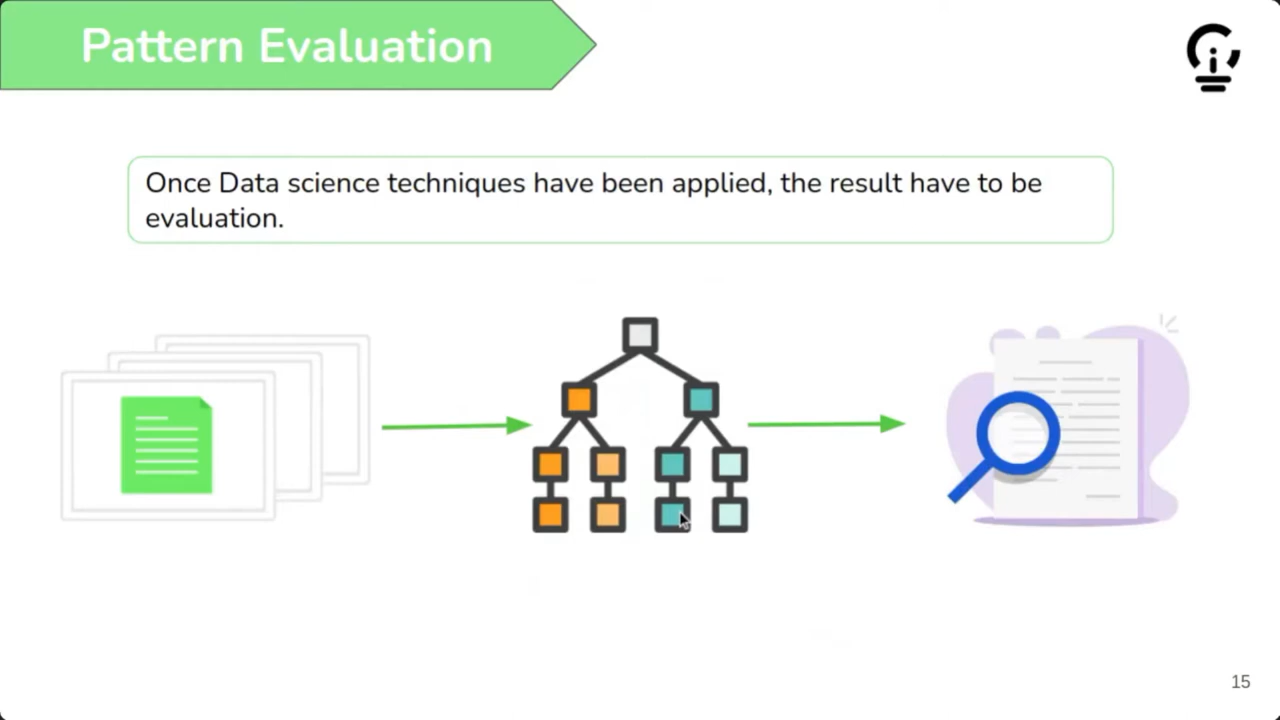 Pattern Evaluation
Once Data science techniques have been applied, the result have to be
evaluation.
15